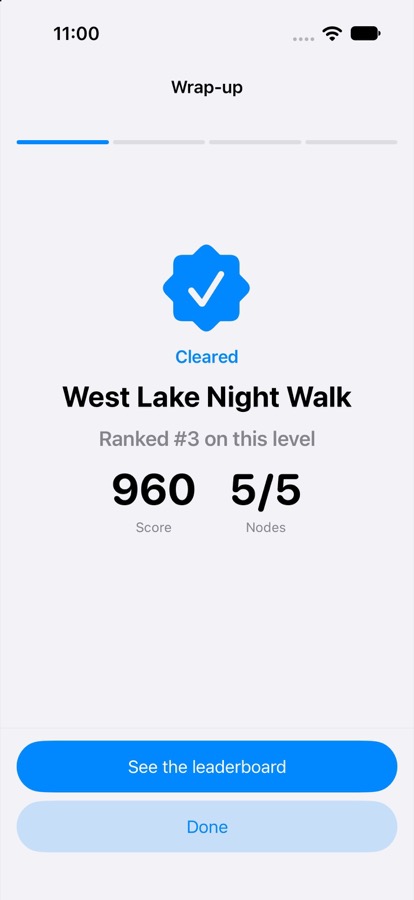 11:00
Wrap-up
Cleared
West Lake Night Walk
Ranked #3 on this level
960 5/5
Score Nodes
See the leaderboard
Done